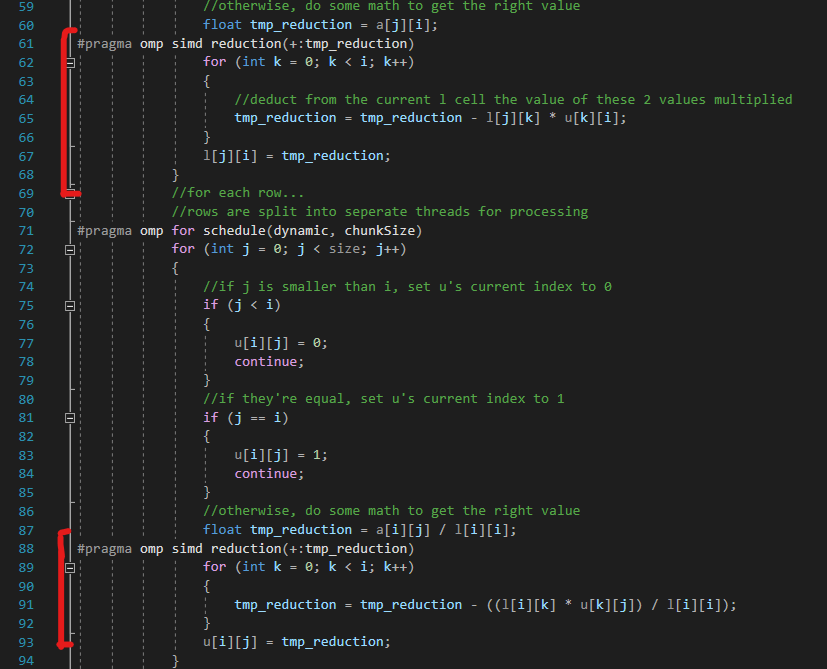 59 //otherwise, do some math to get the right value
60 float tmp_reduction = a[j][i];
61 #pragma omp simd reduction(+:tmp_reduction)
62 for (int k = 0; k < i; k++)
63 {
64 //deduct from the current l cell the value of these 2 values multiplied
65 tmp_reduction = tmp_reduction - l[j][k] * u[k][i];
66 }
67 l[j][i] = tmp_reduction;
68 }
69 //for each row...
70 //rows are split into seperate threads for processing
71 #pragma omp for schedule(dynamic, chunkSize)
72 for (int j = 0; j < size; j++)
73 {
74 //if j is smaller than i, set u's current index to 0
75 if (j < i)
76 {
77 u[i][j] = 0;
78 continue;
79 }
80 //if they're equal, set u's current index to 1
81 if (j == i)
82 {
83 u[i][j] = 1;
84 continue;
85 }
86 //otherwise, do some math to get the right value
87 float tmp_reduction = a[i][j] / l[i][i];
88 #pragma omp simd reduction(+:tmp_reduction)
89 for (int k = 0; k < i; k++)
90 {
91 tmp_reduction = tmp_reduction - ((l[i][k] * u[k][j]) / l[i][i]);
92 }
93 u[i][j] = tmp_reduction;
94 }